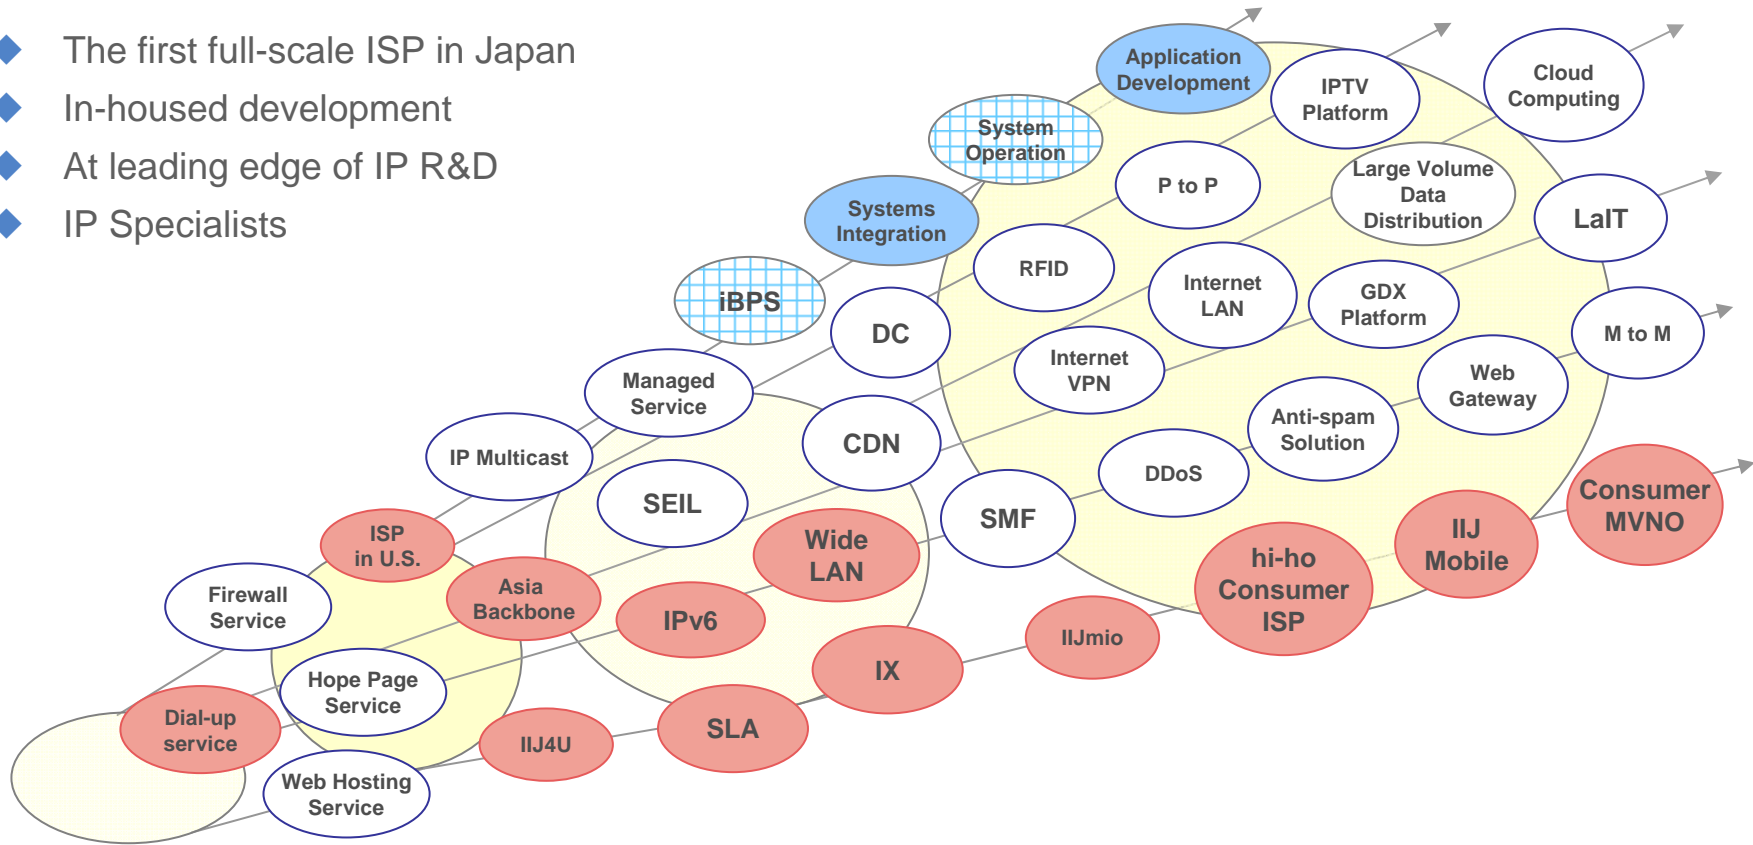 The first full-scale ISP in Japan
In-housed development
At leading edge of IP R&D
IP Specialists
Application
Development
IPTV
Platform
Cloud
Computing
System
Operation
P to P
Large Volume
Data
Distribution
LaIT
Systems
Integration
RFID
Internet
LAN
GDX
Platform
M to M
iBPS
DC
Internet
VPN
Web
Gateway
Managed
Service
Anti-spam
Solution
IP Multicast
CDN
DDoS
Consumer
MVNO
SEIL
SMF
IIJ
Mobile
ISP
in U.S.
Wide
LAN
hi-ho
Consumer
ISP
Firewall
Service
Asia
Backbone
IPv6
IIJmio
IX
Hope Page
Service
Dial-up
service
IIJ4U
SLA
Web Hosting
Service